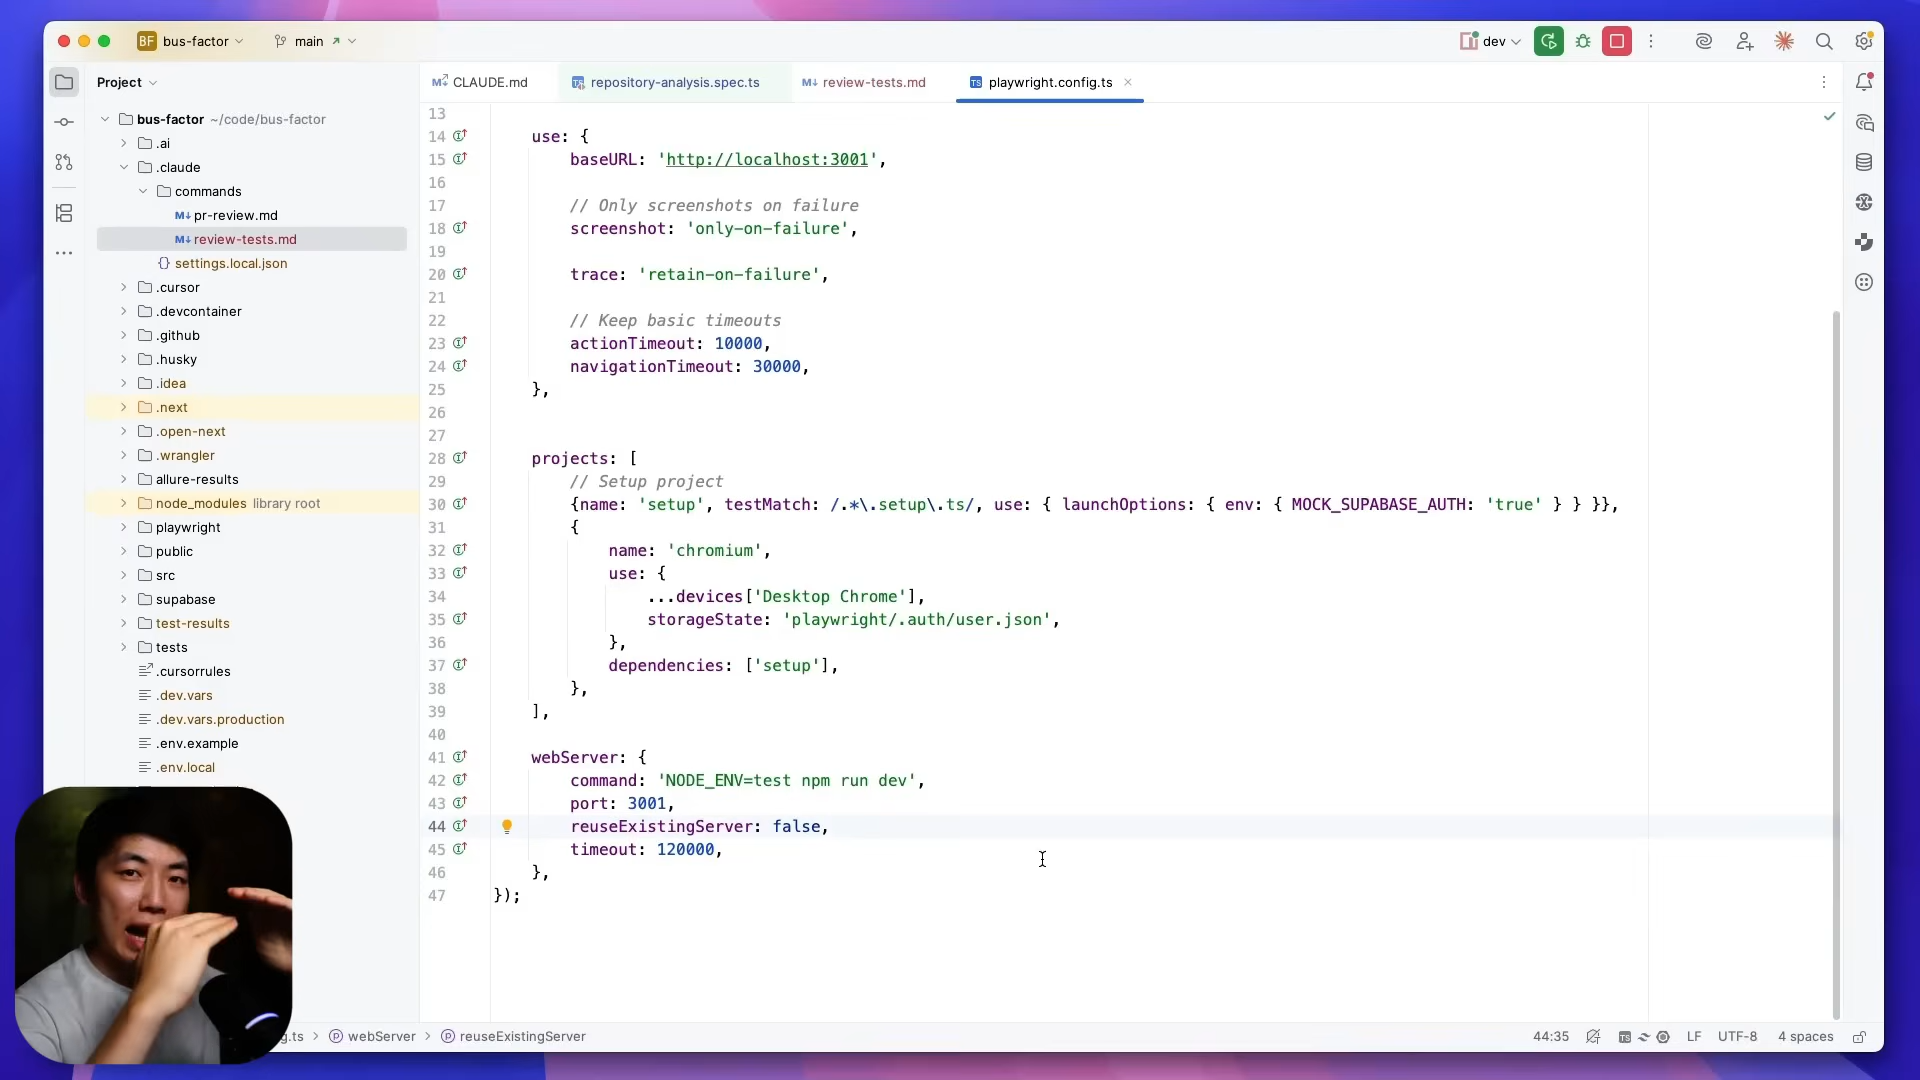 BF bus-factor
main
dev
Project
CLAUDE.md
repository-analysis.spec.ts
review-tests.md
playwright.config.ts
bus-factor ~/code/bus-factor
.ai
.claude
commands
pr-review.md
review-tests.md
settings.local.json
.cursor
.devcontainer
.github
.husky
.idea
.next
.open-next
.wrangler
allure-results
node_modules library root
playwright
public
src
supabase
test-results
tests
.cursorrules
.dev.vars
.dev.vars.production
.env.example
.env.local
13
14 use: {
15 baseURL: 'http://localhost:3001',
16
17 // Only screenshots on failure
18 screenshot: 'only-on-failure',
19
20 trace: 'retain-on-failure',
21
22 // Keep basic timeouts
23 actionTimeout: 10000,
24 navigationTimeout: 30000,
25 },
26
27
28 projects: [
29 // Setup project
30 {name: 'setup', testMatch: /.*\.setup\.ts/, use: { launchOptions: { env: { MOCK_SUPABASE_AUTH: 'true' } } }},
31 {
32 name: 'chromium',
33 use: {
34 ...devices['Desktop Chrome'],
35 storageState: 'playwright/.auth/user.json',
36 },
37 dependencies: ['setup'],
38 },
39 ],
40
41 webServer: {
42 command: 'NODE_ENV=test npm run dev',
43 port: 3001,
44 reuseExistingServer: false,
45 timeout: 120000,
46 },
47 });
g.ts > webServer > reuseExistingServer
44:35 LF UTF-8 4 spaces